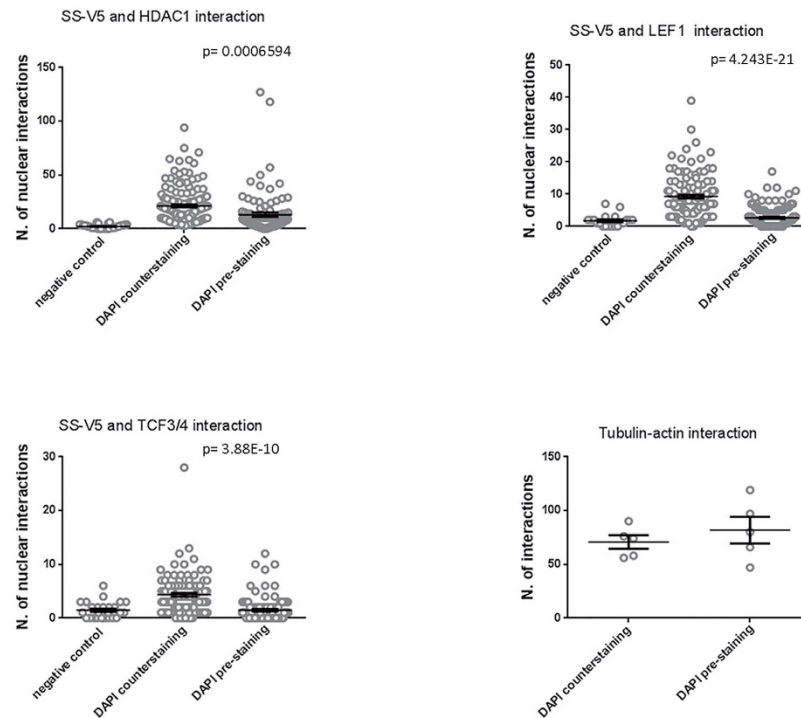 SS-V5 and HDAC1 interaction
p= 0.0006594
N. of nuclear interactions
150
100
50
0
negative control
DAPI counterstaining
DAPI pre-staining
SS-V5 and LEF1 interaction
p= 4.243E-21
N. of nuclear interactions
50
40
30
20
10
0
negative control
DAPI counterstaining
DAPI pre-staining
SS-V5 and TCF3/4 interaction
p= 3.88E-10
N. of nuclear interactions
30
20
10
0
negative control
DAPI counterstaining
DAPI pre-staining
Tubulin-actin interaction
N. of interactions
150
100
50
0
DAPI counterstaining
DAPI pre-staining